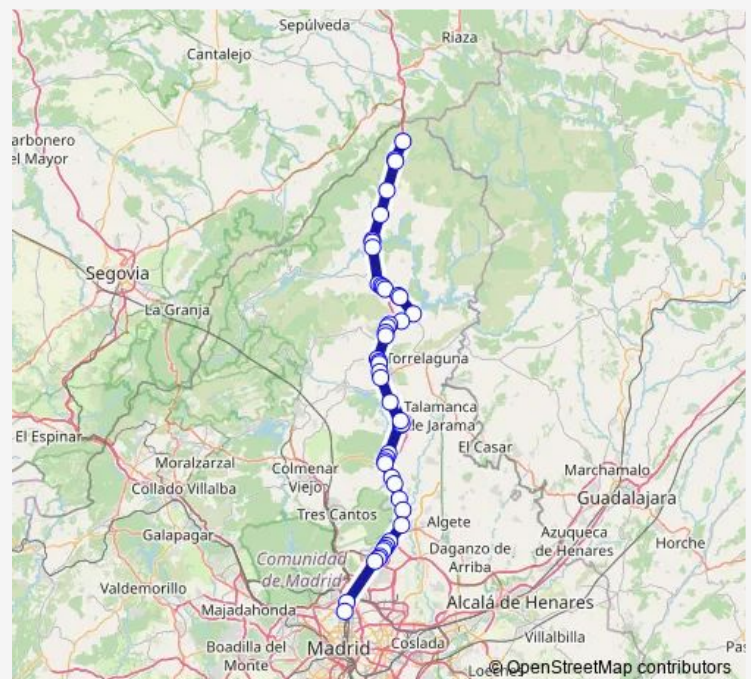 Sepúlveda
Riaza
Cantalejo
arbonero
el Mayor
Segovia
La Granja
Torrelaguna
Talamanca
de Jarama
El Espinar
El Casar
Moralzarzal
Colmenar
Viejo
Marchamalo
Collado Villalba
Guadalajara
Tres Cantos
Algete
Galapagar
Azuqueca
de Henares
Horche
Comunidad
de Madrid
Daganzo de
Arriba
Valdemorillo
Majadahonda
Alcalá de Henares
Boadilla del
Monte
Madrid
Coslada
Villalbilla
Pas
Loeches
© OpenStreetMap contributors